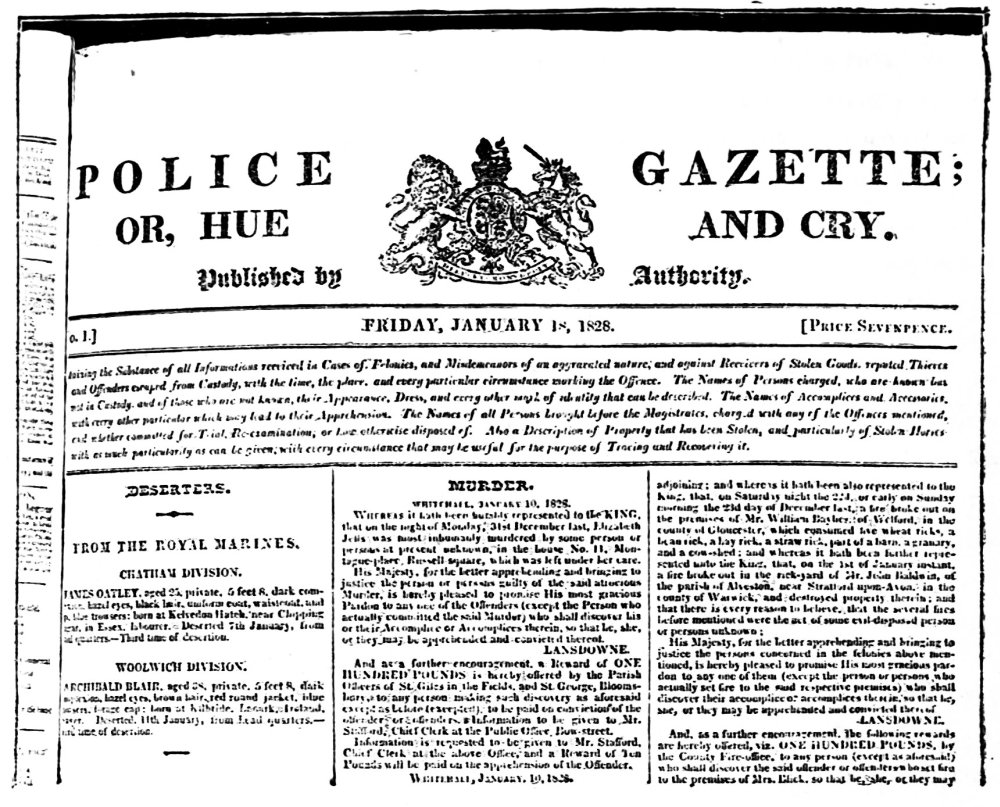 POLICE GAZETTE;
OR, HUE AND CRY.
Published by Authority.
o. 1.]
FRIDAY, JANUARY 18, 1828.
[PRICE SEVENPENCE.
the Substance of all Informations received in Cases of Felonies, and Misdemeanors of an aggravated nature, and against Receivers of Stolen Goods, reputed Thieves
and Offenders escaped from Custody, with the time, the place, and every particular circumstance marking the Offence. The Names of Persons charged, who are known but
not in Custody, and of those who are not known, their Appearance, Dress, and every other mark of identity that can be described. The Names of Accomplices and Accessories,
with every other particular which may lead to their Apprehension. The Names of all Persons brought before the Magistrates, charged with any of the Offences mentioned,
and whether committed for Trial, Re-examination, or how otherwise disposed of. Also a Description of Property that has been Stolen, and particularly of Stolen Horses
with as much particularity as can be given, with every circumstance that may be useful for the purpose of Tracing and Recovering it.
DESERTERS.
FROM THE ROYAL MARINES.
CHATHAM DIVISION.
JAMES OATLEY, aged 25, private, 5 feet 8, dark com-
hazel eyes, black hair, uniform coat, waistcoat, and
trousers; born at Kelvedon Hatch, near Chipping
in Essex, labourer.—Deserted 7th January, from
quarters.—Third time of desertion.
WOOLWICH DIVISION.
ARCHIBALD BLAIR, aged 28, private, 5 feet 8, dark
hazel eyes, brown hair, red round jacket, blue
forage cap; born at Kilbride,
Deserted, 11th January, from head quarters.—
time of desertion.
MURDER.
WHITEHALL, JANUARY 10, 1828.
WHEREAS it hath been humbly represented to the KING,
that on the night of Monday, 31st December last, Elizabeth
Jeffs was most inhumanly murdered by some person or
persons at present unknown, in the house No. 11, Mon-
tague-place, Russell-square, which was left under her care.
His Majesty, for the better apprehending and bringing to
justice the person or persons guilty of the said atrocious
Murder, is hereby pleased to promise His most gracious
Pardon to any one of the Offenders (except the Person who
actually committed the said Murder) who shall discover his
or their Accomplice or Accomplices therein, so that he, she,
or they may be apprehended and convicted thereof.
LANSDOWNE.
And as a further encouragement, a Reward of ONE
HUNDRED POUNDS is hereby offered by the Parish
Officers of St. Giles in the Fields, and St. George, Blooms-
bury, to any person making such discovery as aforesaid
except as before (excepted), to be paid on conviction of the
offender or offenders. Information to be given to Mr.
Stafford, Chief Clerk at the Public Office, Bow-street.
Information is requested to be given to Mr. Stafford,
Chief Clerk at the above Office, and a Reward of Ten
Pounds will be paid on the apprehension of the Offender.
WHITEHALL, JANUARY 10, 1828.
adjoining; and whereas it hath been also represented to the
King, that, on Saturday night the 22d, or early on Sunday
morning the 23d day of December last, a fire broke out on
the premises of Mr. William Bayliss, of Welford, in the
county of Gloucester, which consumed five wheat ricks, a
bean rick, a hay rick, a straw rick, part of a barn, a granary,
and a cow-shed; and whereas it hath been further repre-
sented unto the King, that, on the 1st of January instant,
a fire broke out in the rick-yard of Mr. John Baldwin, of
the parish of Alveston, near Stratford upon-Avon, in the
county of Warwick, and destroyed property therein; and
that there is every reason to believe, that the several fires
before mentioned were the act of some evil-disposed person
or persons unknown;
His Majesty, for the better apprehending and bringing to
justice the persons concerned in the felonies above men-
tioned, is hereby pleased to promise His most gracious par-
don to any one of them (except the person or persons who
actually set fire to the said respective premises) who shall
discover their accomplice or accomplices therein, so that he,
she, or they may be apprehended and convicted thereof
LANSDOWNE.
And, as a further encouragement, the following rewards
are hereby offered, viz. ONE HUNDRED POUNDS, by
the County Fire-office, to any person (except as aforesaid)
who shall discover the said offender or offenders who set fire
to the premises of Mrs. so that he, she, or they may